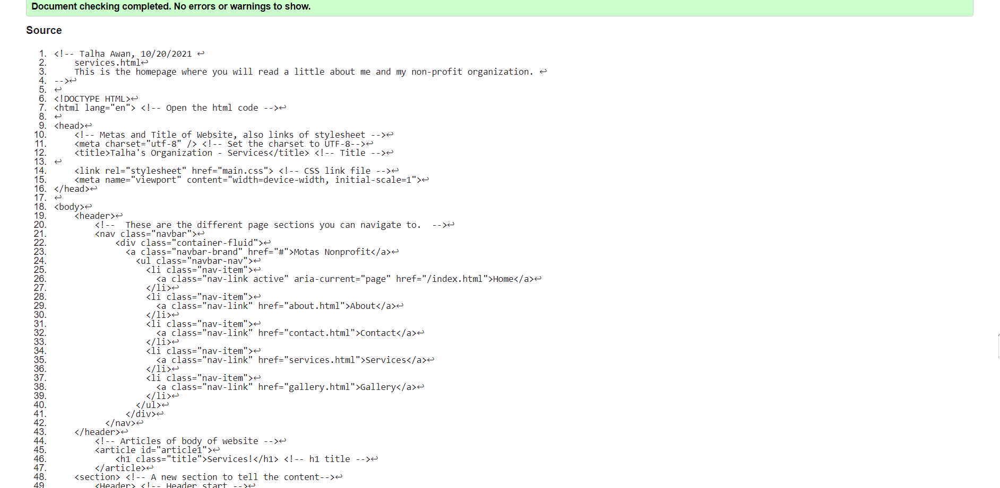 Document checking completed. No errors or warnings to show.
Source
1. <!-- Talha Awan, 10/20/2021 ↩
2. services.html↩
3. This is the homepage where you will read a little about me and my non-profit organization. ↩
4. -->↩
5. ↩
6. <!DOCTYPE HTML>↩
7. <html lang="en"> <!-- Open the html code -->↩
8. ↩
9. <head>↩
10. <!-- Metas and Title of Website, also links of stylesheet -->↩
11. <meta charset="utf-8" /> <!-- Set the charset to UTF-8-->↩
12. <title>Talha's Organization - Services</title> <!-- Title -->↩
13. ↩
14. <link rel="stylesheet" href="main.css"> <!-- CSS link file -->↩
15. <meta name="viewport" content="width=device-width, initial-scale=1">↩
16. </head>↩
17. ↩
18. <body>↩
19. <header>↩
20. <!--  These are the different page sections you can navigate to.  -->↩
21. <nav class="navbar">↩
22. <div class="container-fluid">↩
23. <a class="navbar-brand" href="#">Motas Nonprofit</a>↩
24. <ul class="navbar-nav">↩
25. <li class="nav-item">↩
26. <a class="nav-link active" aria-current="page" href="/index.html">Home</a>↩
27. </li>↩
28. <li class="nav-item">↩
29. <a class="nav-link" href="about.html">About</a>↩
30. </li>↩
31. <li class="nav-item">↩
32. <a class="nav-link" href="contact.html">Contact</a>↩
33. </li>↩
34. <li class="nav-item">↩
35. <a class="nav-link" href="services.html">Services</a>↩
36. </li>↩
37. <li class="nav-item">↩
38. <a class="nav-link" href="gallery.html">Gallery</a>↩
39. </li>↩
40. </ul>↩
41. </div>↩
42. </nav>↩
43. </header>↩
44. <!-- Articles of body of website -->↩
45. <article id="article1">↩
46. <h1 class="title">Services!</h1> <!-- h1 title -->↩
47. </article>↩
48. <section> <!-- A new section to tell the content-->↩
49. <Header> <!-- Header start -->↩